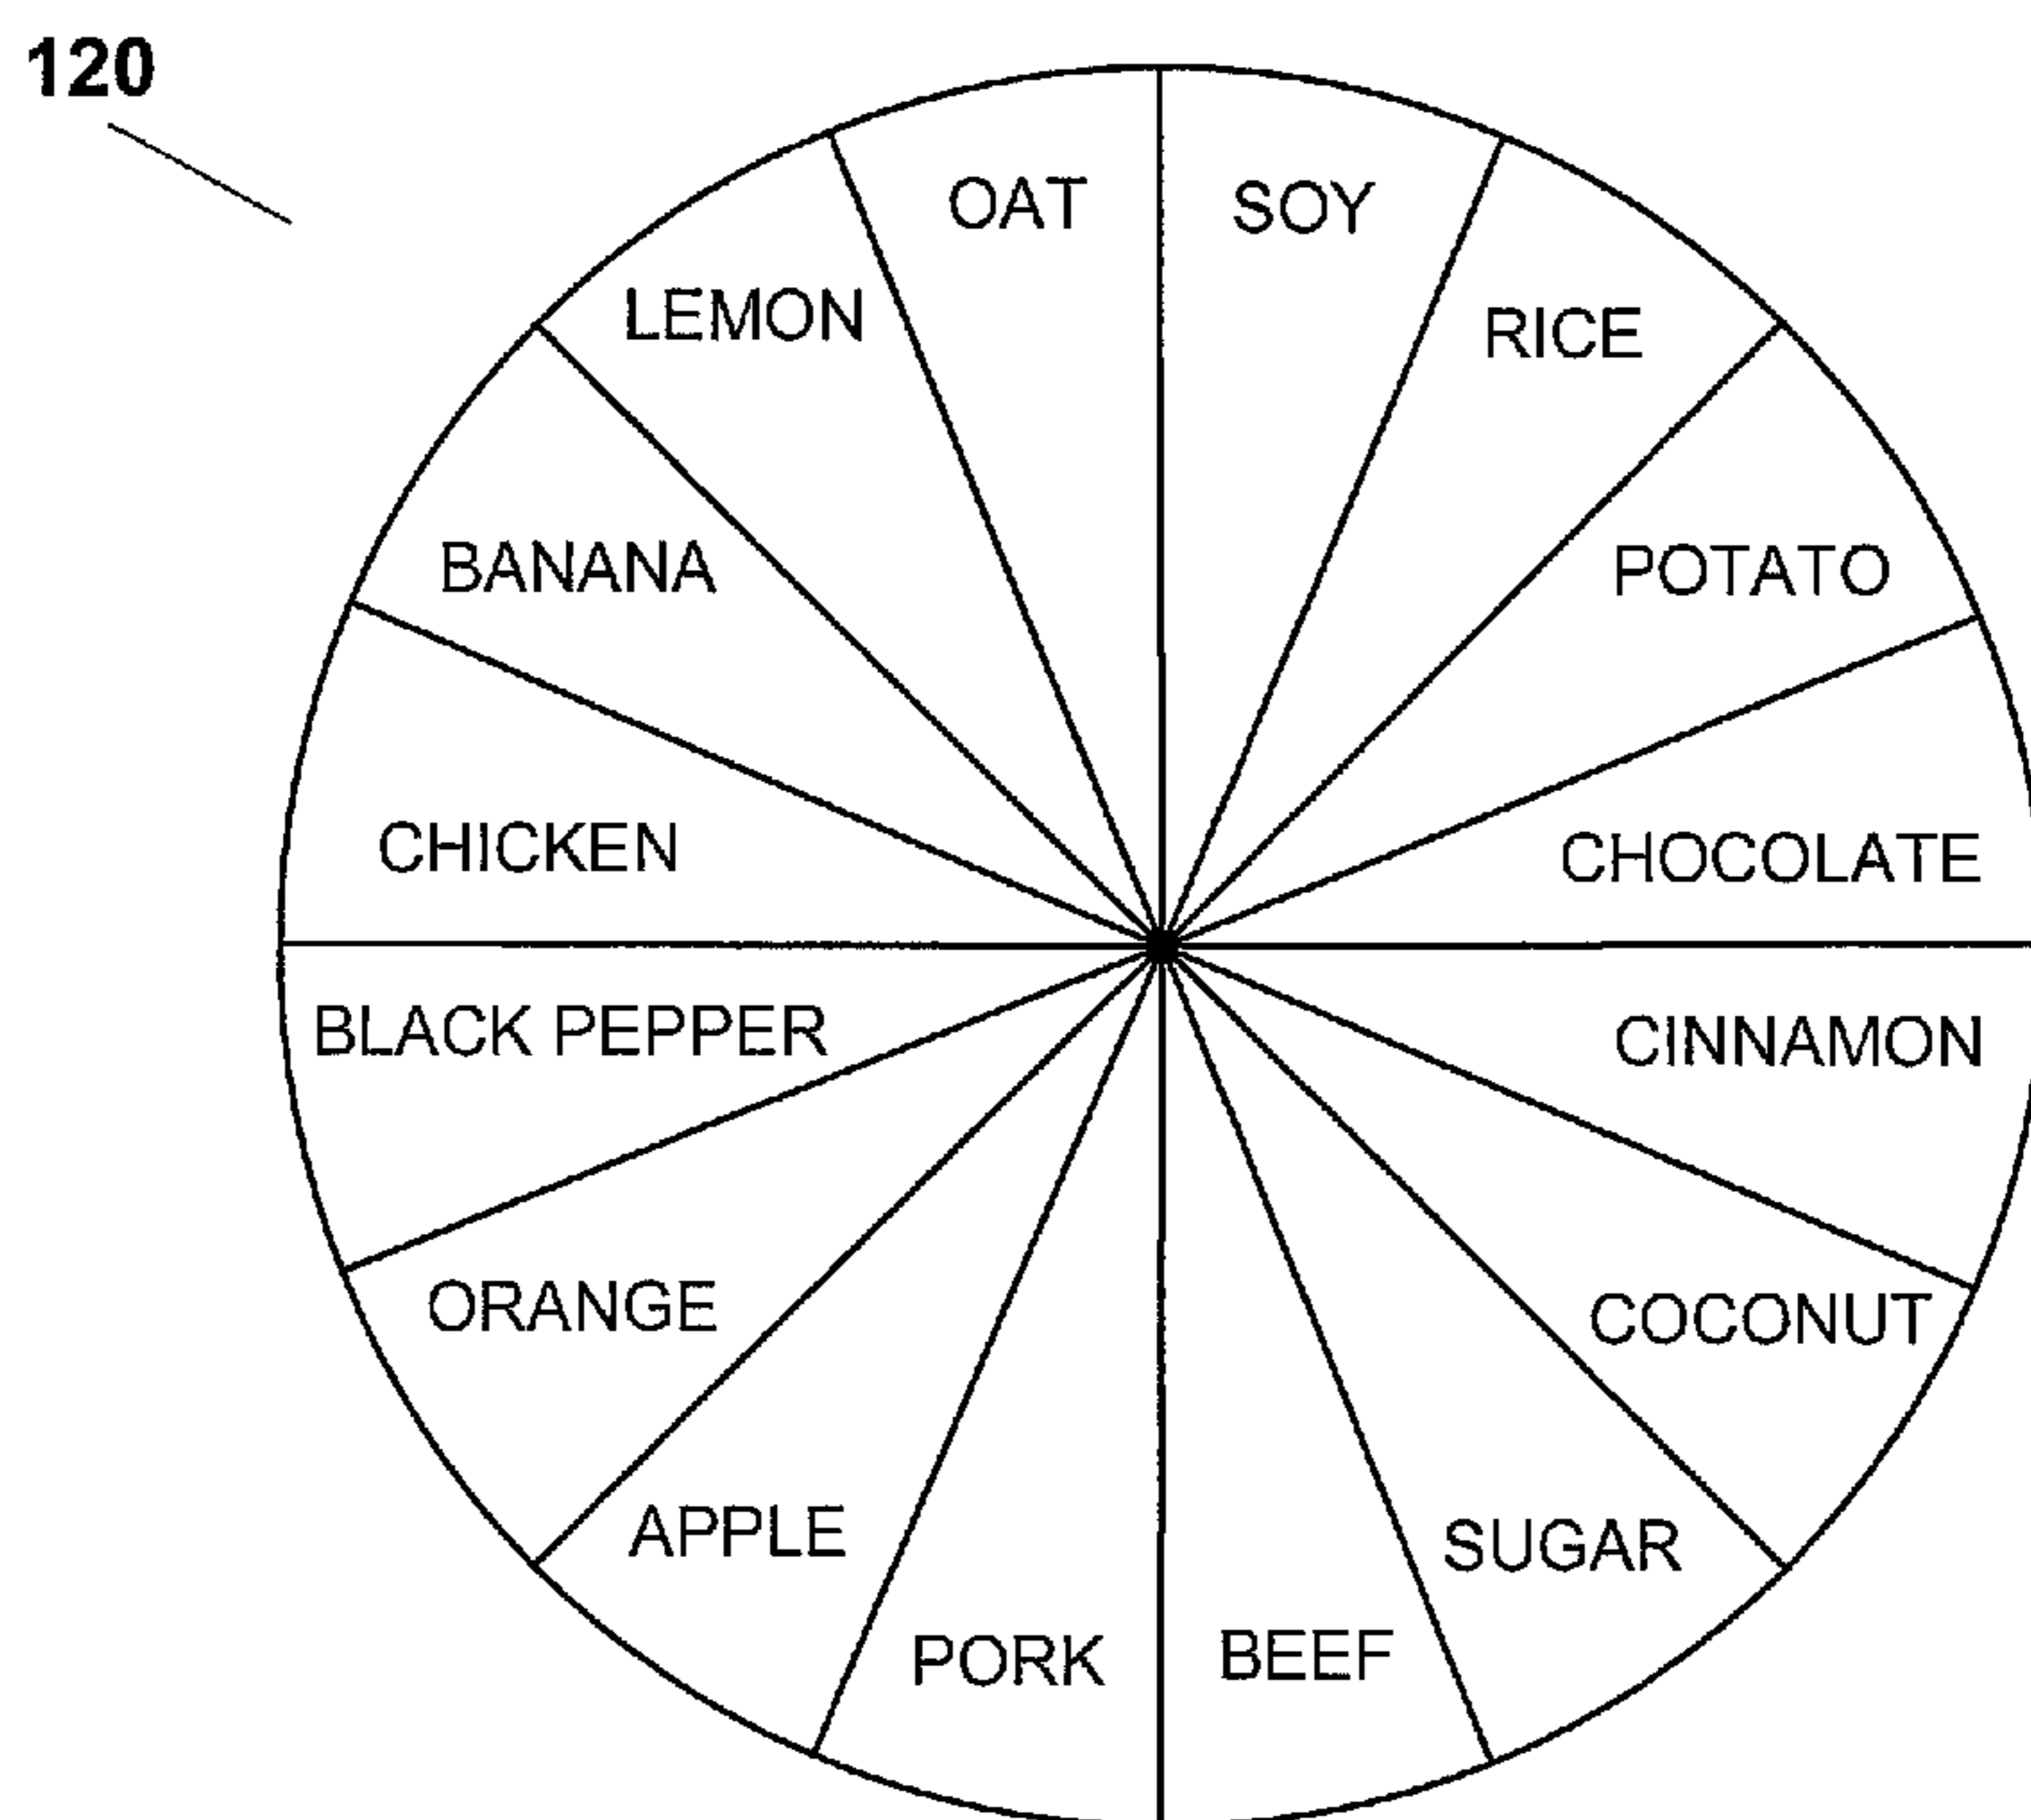 120
OAT
SOY
LEMON
RICE
BANANA
POTATO
CHICKEN
CHOCOLATE
BLACK PEPPER
CINNAMON
ORANGE
COCONUT
APPLE
SUGAR
PORK
BEEF